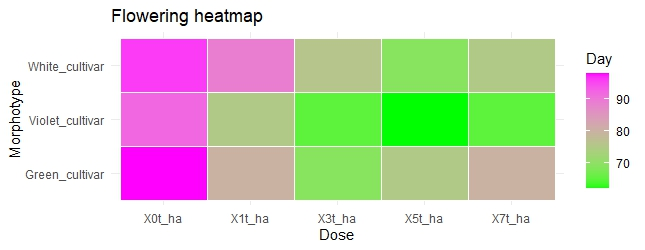 Flowering heatmap
Morphotype
White_cultivar
Violet_cultivar
Green_cultivar
X0t_ha X1t_ha X3t_ha X5t_ha X7t_ha
Dose
Day
90
80
70